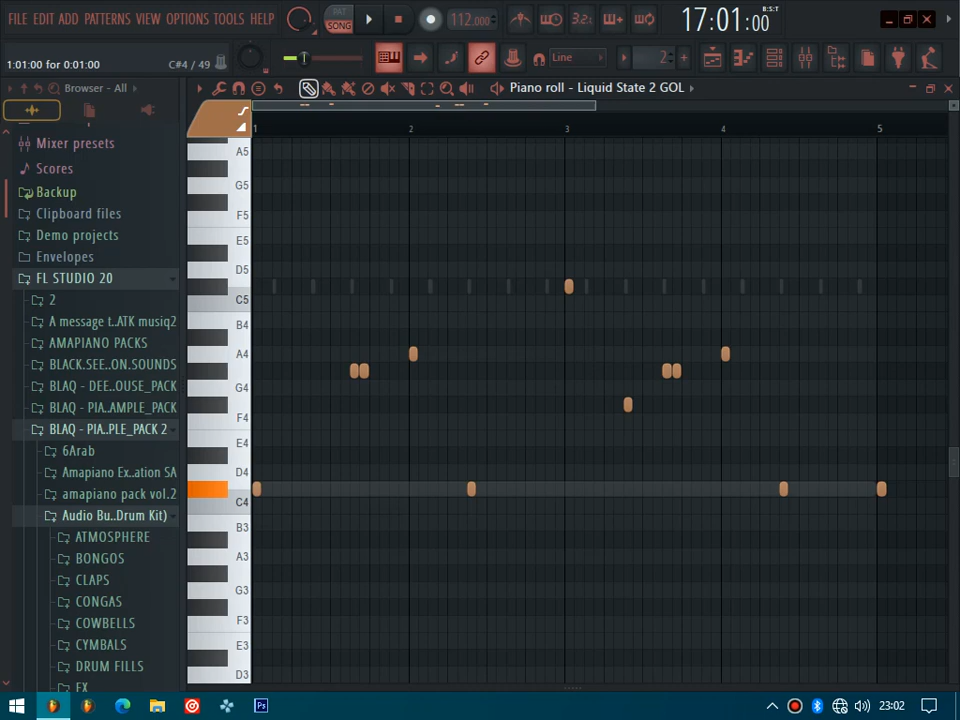 FILE EDIT ADD PATTERNS VIEW OPTIONS TOOLS HELP
PAT
SONG
112.000
3.2.
17:01:00
B:S:T
1:01:00 for 0:01:00
C#4 / 49
Line
2
Browser - All
Piano roll - Liquid State 2 GOL
1
2
3
4
5
Mixer presets
Scores
Backup
Clipboard files
Demo projects
Envelopes
FL STUDIO 20
2
A message t..ATK musiq2
AMAPIANO PACKS
BLACK.SEE..ON.SOUNDS
BLAQ - DEE..OUSE_PACK
BLAQ - PIA..AMPLE_PACK
BLAQ - PIA..PLE_PACK 2
6Arab
Amapiano Ex..ation SA
amapiano pack vol.2
Audio Bu..Drum Kit)
ATMOSPHERE
BONGOS
CLAPS
CONGAS
COWBELLS
CYMBALS
DRUM FILLS
FX
A5
G5
F5
E5
D5
C5
B4
A4
G4
F4
E4
D4
C4
B3
A3
G3
F3
E3
D3
Ps
23:02